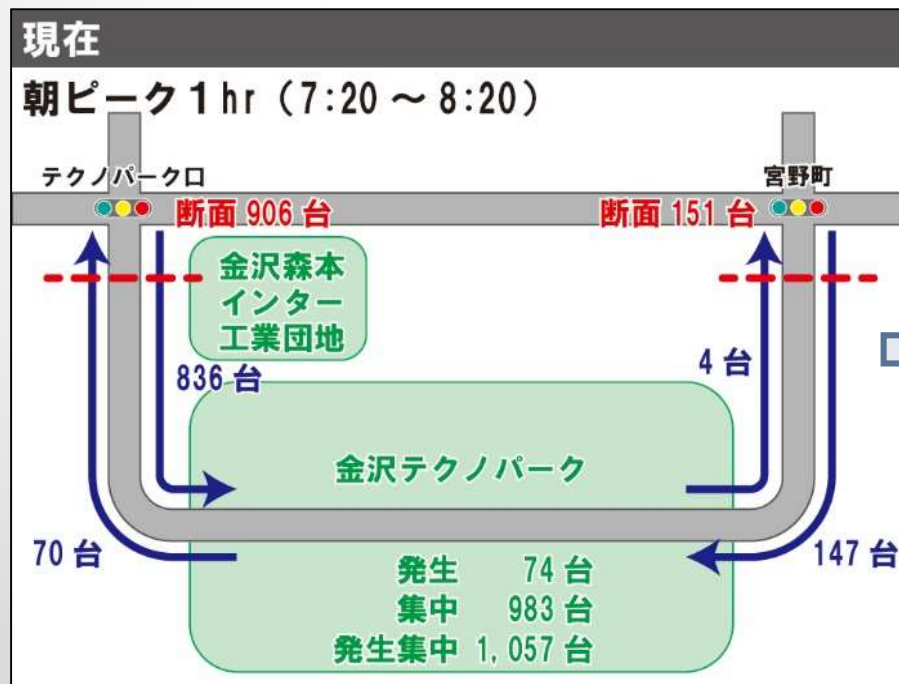 現在
朝ピーク1hr（7:20 ～ 8:20）
テクノパーク口
宮野町
断面 906 台
断面 151 台
金沢森本
インター
工業団地
836 台
4 台
金沢テクノパーク
70 台
147 台
発生 74 台
集中 983 台
発生集中 1,057 台